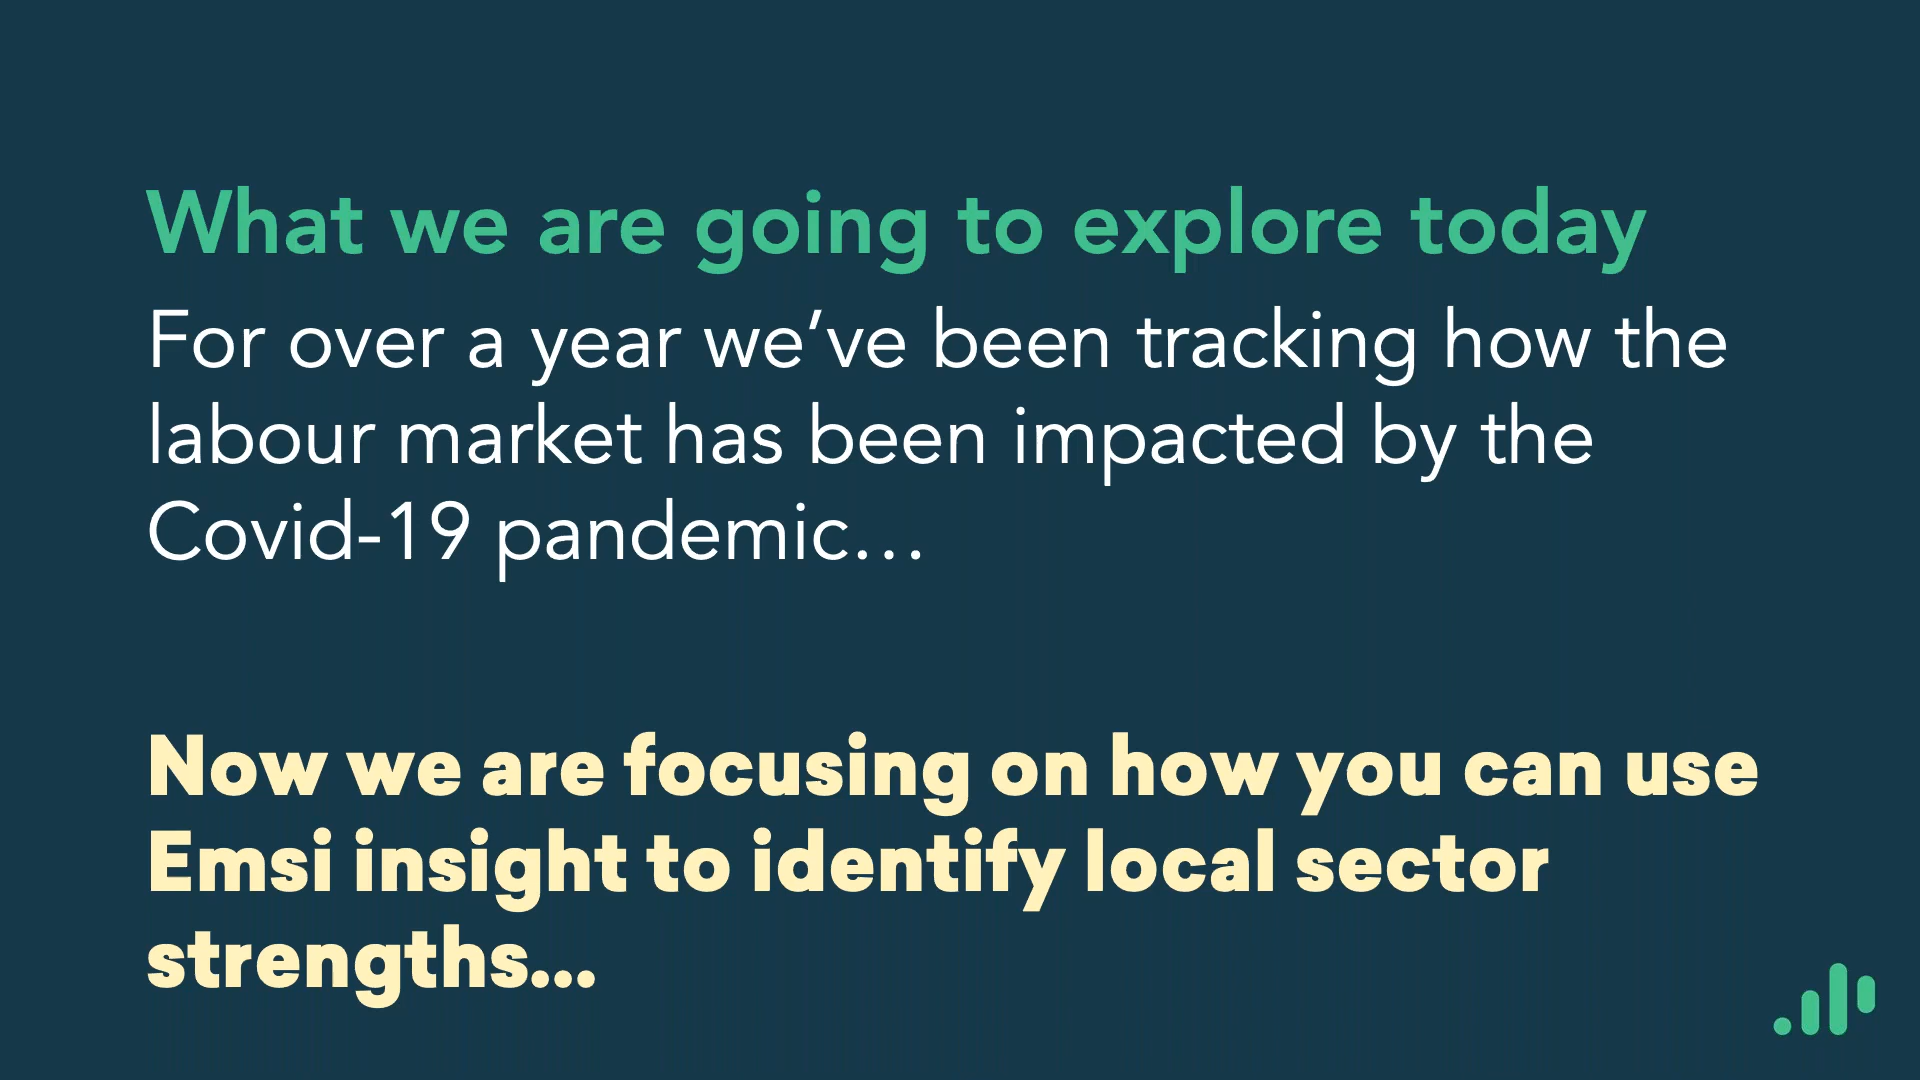 What we are going to explore today
For over a year we’ve been tracking how the
labour market has been impacted by the
Covid-19 pandemic…
Now we are focusing on how you can use
Emsi insight to identify local sector
strengths…